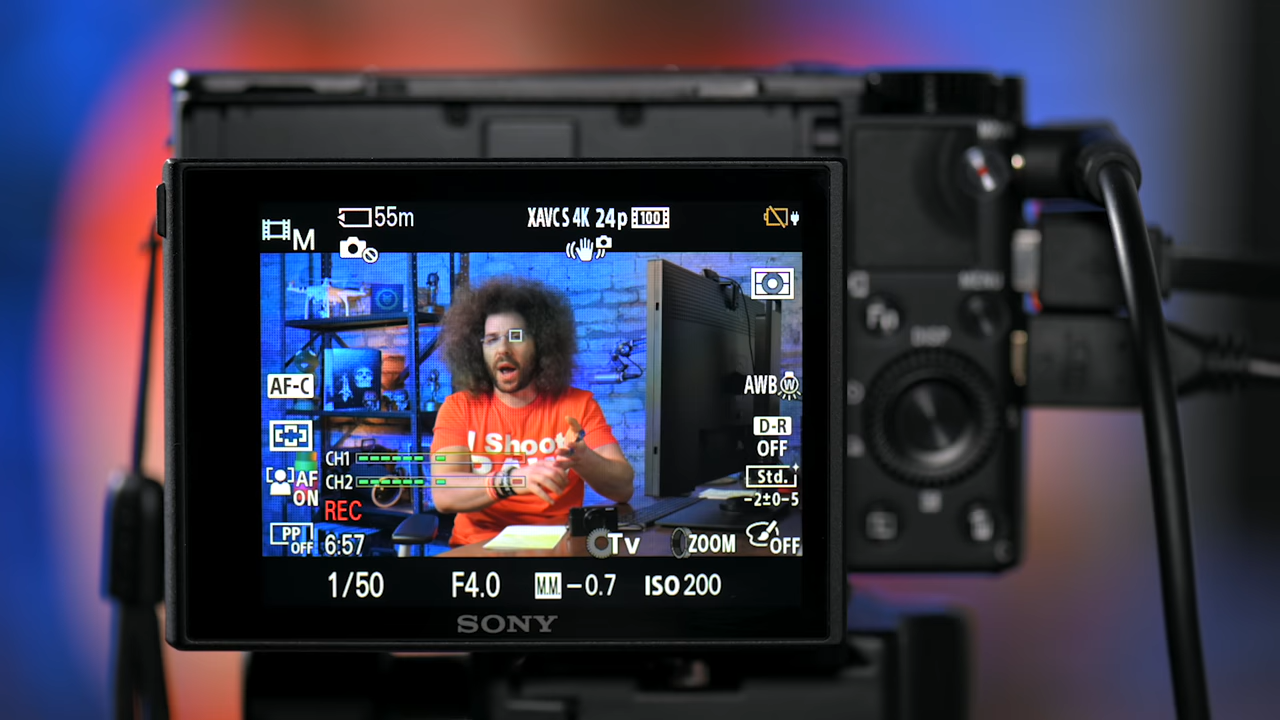 M 55m XAVC S 4K 24p 100
AF-C
AWB W
D-R
OFF
I Shoot
CH1
CH2
AF
ON
Std.
-2±0-5
REC
PP
OFF
6:57
Tv
ZOOM
OFF
1/50 F4.0 M.M. -0.7 ISO 200
SONY
MENU
Fn
DISP
C